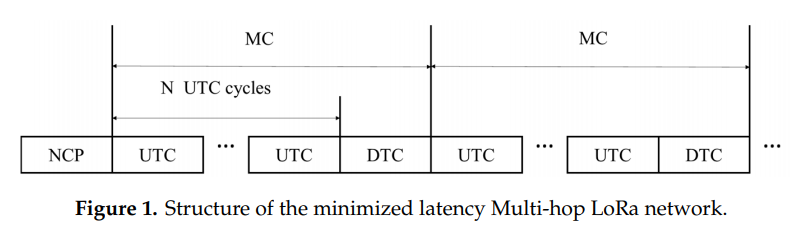 MC MC
N UTC cycles
NCP UTC ... UTC DTC UTC ... UTC DTC ...
Figure 1. Structure of the minimized latency Multi-hop LoRa network.